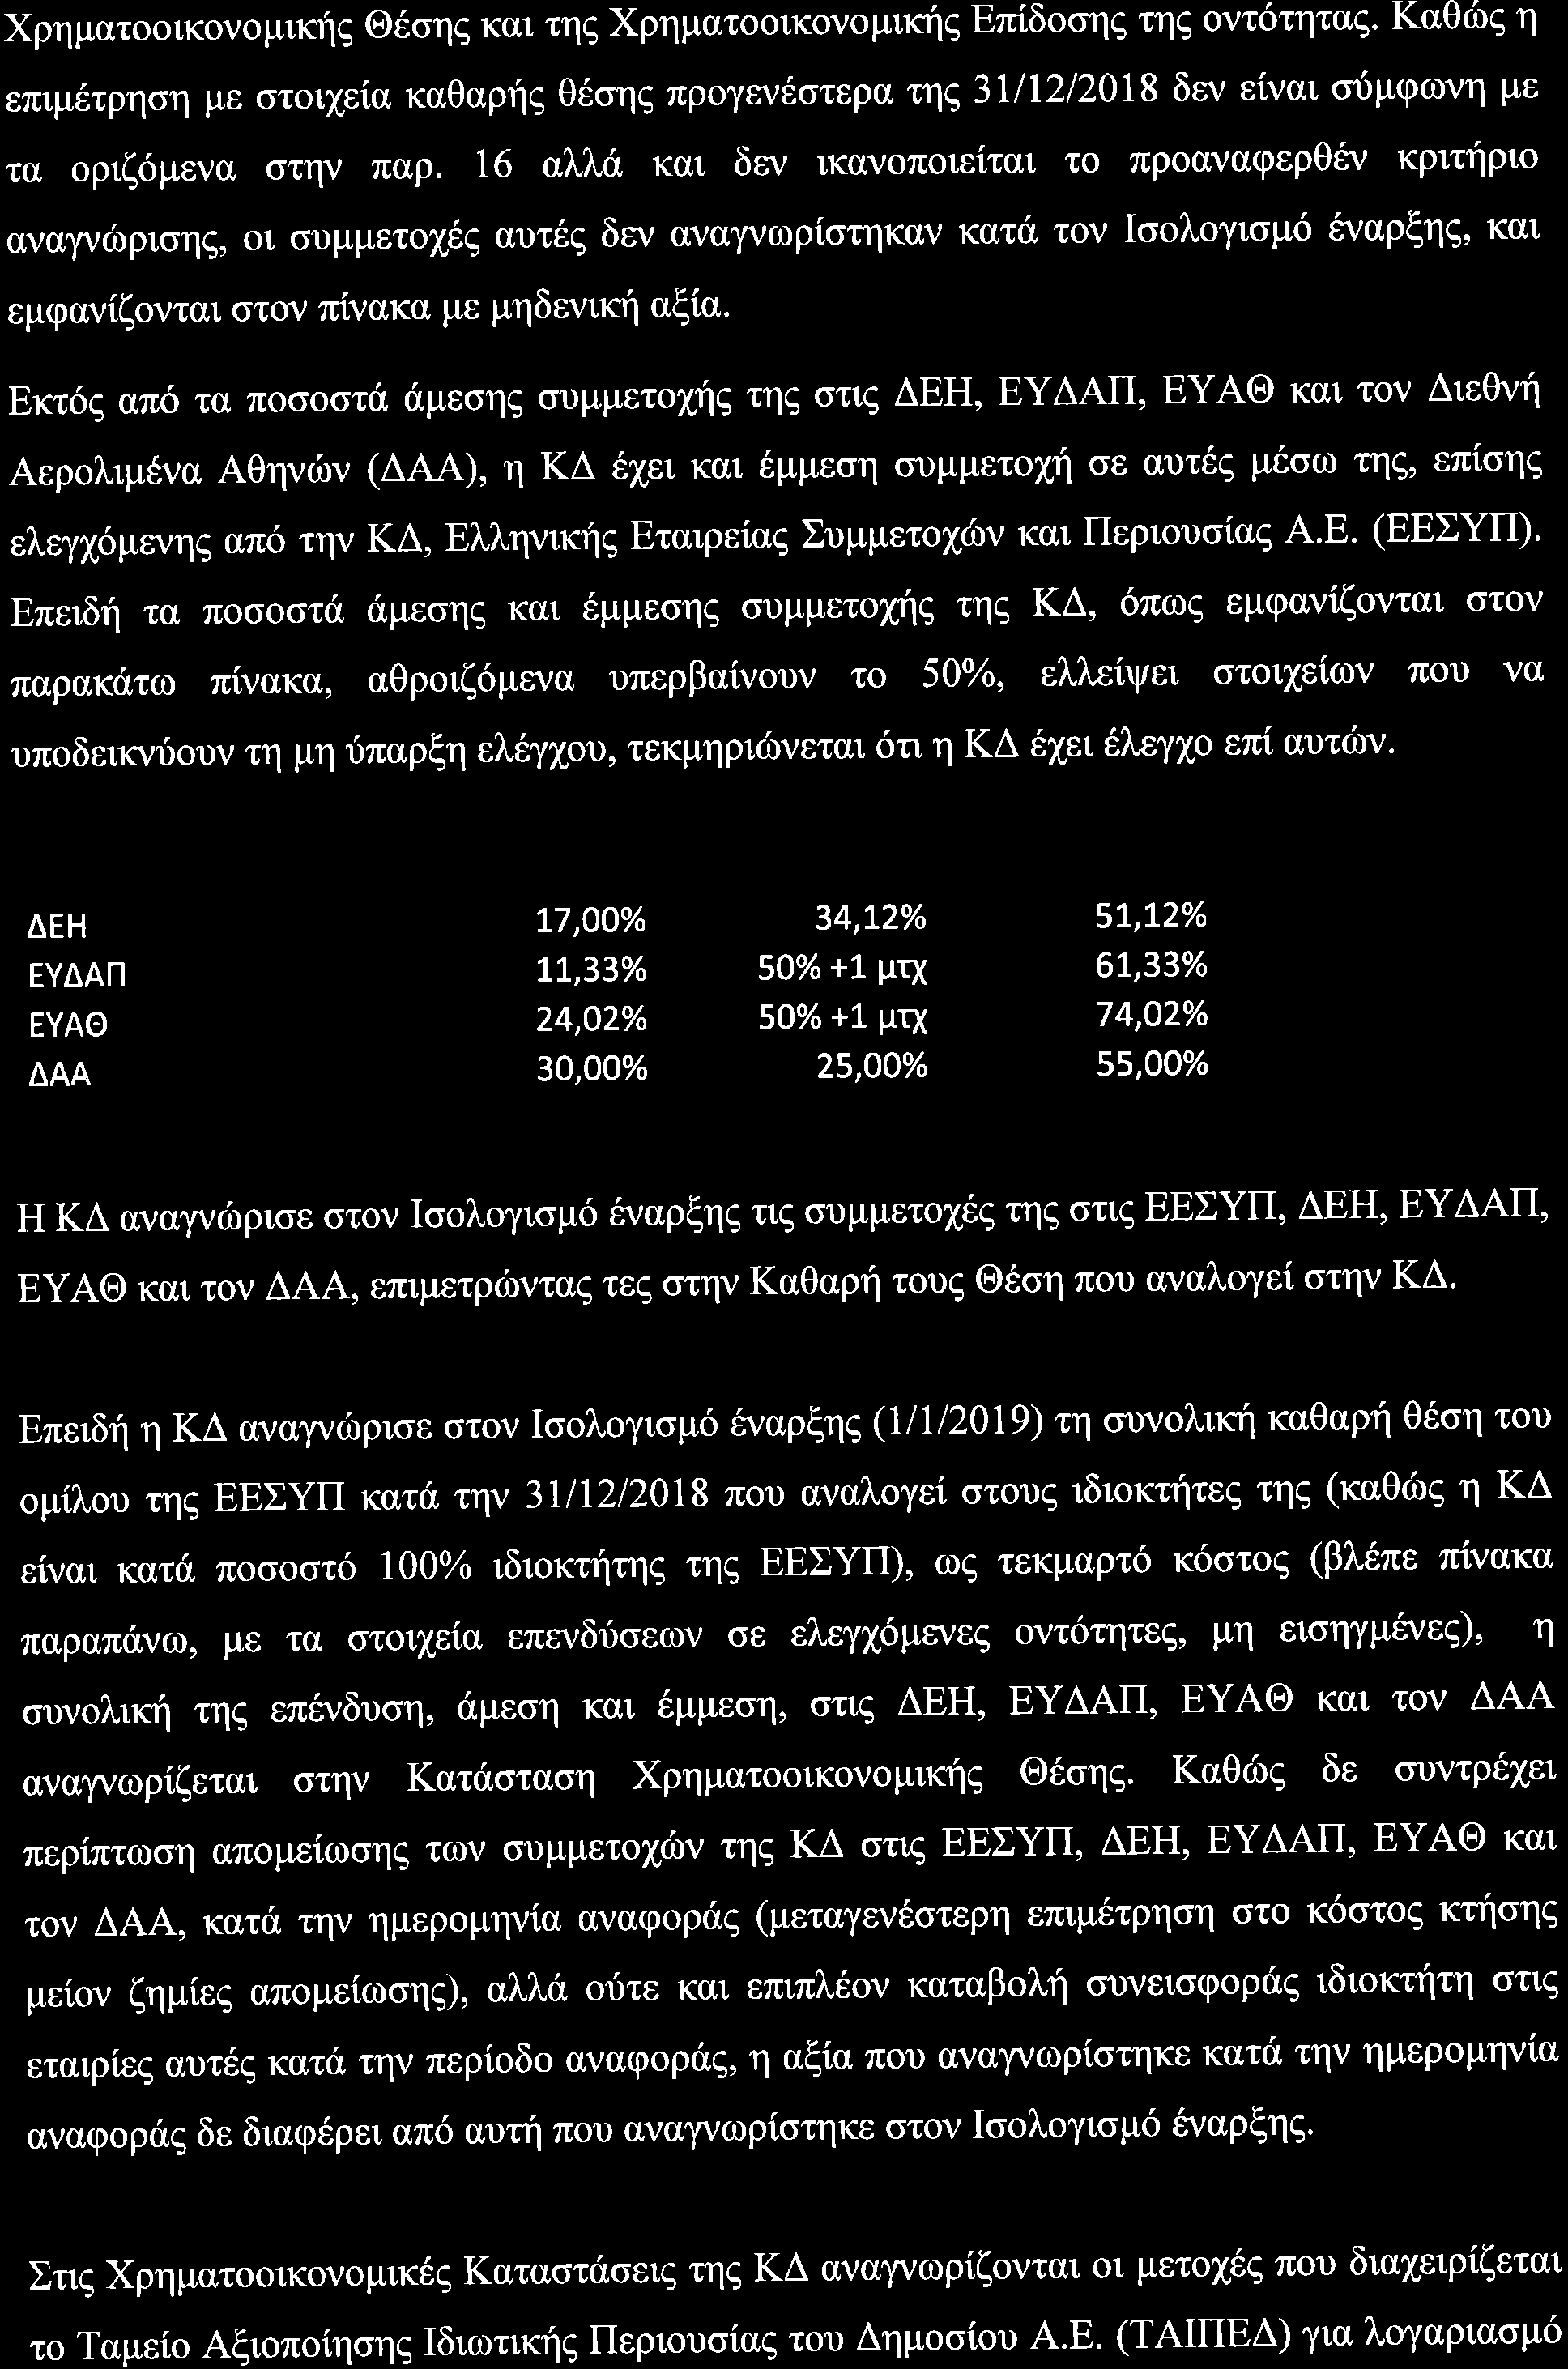 Χρηματοοικονομικής Θέσης και της Χρηματοοικονομικής Επίδοσης της οντότητας. Καθώς η
επιμέτρηση με στοιχεία καθαρής θέσης προγενέστερα της 31/12/2018 δεν είναι σύμφωνη με
τα οριζόμενα στην παρ. 16 αλλά και δεν ικανοποιείται το προαναφερθέν κριτήριο
αναγνώρισης, οι συμμετοχές αυτές δεν αναγνωρίστηκαν κατά τον Ισολογισμό έναρξης, και
εμφανίζονται στον πίνακα με μηδενική αξία.
Εκτός από τα ποσοστά άμεσης συμμετοχής της στις ΔΕΗ, ΕΥΔΑΠ, ΕΥΑΘ και τον Διεθνή
Αερολιμένα Αθηνών (ΔΑΑ), η ΚΔ έχει και έμμεση συμμετοχή σε αυτές μέσω της, επίσης
ελεγχόμενης από την ΚΔ, Ελληνικής Εταιρείας Συμμετοχών και Περιουσίας Α.Ε. (ΕΕΣΥΠ).
Επειδή τα ποσοστά άμεσης και έμμεσης συμμετοχής της ΚΔ, όπως εμφανίζονται στον
παρακάτω πίνακα, αθροιζόμενα υπερβαίνουν το 50%, ελλείψει στοιχείων που να
υποδεικνύουν τη μη ύπαρξη ελέγχου, τεκμηριώνεται ότι η ΚΔ έχει έλεγχο επί αυτών.
ΔΕΗ 17,00% 34,12% 51,12%
ΕΥΔΑΠ 11,33% 50% +1 μτχ 61,33%
ΕΥΑΘ 24,02% 50% +1 μτχ 74,02%
ΔΑΑ 30,00% 25,00% 55,00%
Η ΚΔ αναγνώρισε στον Ισολογισμό έναρξης τις συμμετοχές της στις ΕΕΣΥΠ, ΔΕΗ, ΕΥΔΑΠ,
ΕΥΑΘ και τον ΔΑΑ, επιμετρώντας τες στην Καθαρή τους Θέση που αναλογεί στην ΚΔ.
Επειδή η ΚΔ αναγνώρισε στον Ισολογισμό έναρξης (1/1/2019) τη συνολική καθαρή θέση του
ομίλου της ΕΕΣΥΠ κατά την 31/12/2018 που αναλογεί στους ιδιοκτήτες της (καθώς η ΚΔ
είναι κατά ποσοστό 100% ιδιοκτήτης της ΕΕΣΥΠ), ως τεκμαρτό κόστος (βλέπε πίνακα
παραπάνω, με τα στοιχεία επενδύσεων σε ελεγχόμενες οντότητες, μη εισηγμένες), η
συνολική της επένδυση, άμεση και έμμεση, στις ΔΕΗ, ΕΥΔΑΠ, ΕΥΑΘ και τον ΔΑΑ
αναγνωρίζεται στην Κατάσταση Χρηματοοικονομικής Θέσης. Καθώς δε συντρέχει
περίπτωση απομείωσης των συμμετοχών της ΚΔ στις ΕΕΣΥΠ, ΔΕΗ, ΕΥΔΑΠ, ΕΥΑΘ και
τον ΔΑΑ, κατά την ημερομηνία αναφοράς (μεταγενέστερη επιμέτρηση στο κόστος κτήσης
μείον ζημίες απομείωσης), αλλά ούτε και επιπλέον καταβολή συνεισφοράς ιδιοκτήτη στις
εταιρίες αυτές κατά την περίοδο αναφοράς, η αξία που αναγνωρίστηκε κατά την ημερομηνία
αναφοράς δε διαφέρει από αυτή που αναγνωρίστηκε στον Ισολογισμό έναρξης.
Στις Χρηματοοικονομικές Καταστάσεις της ΚΔ αναγνωρίζονται οι μετοχές που διαχειρίζεται
το Ταμείο Αξιοποίησης Ιδιωτικής Περιουσίας του Δημοσίου Α.Ε. (ΤΑΙΠΕΔ) για λογαριασμό